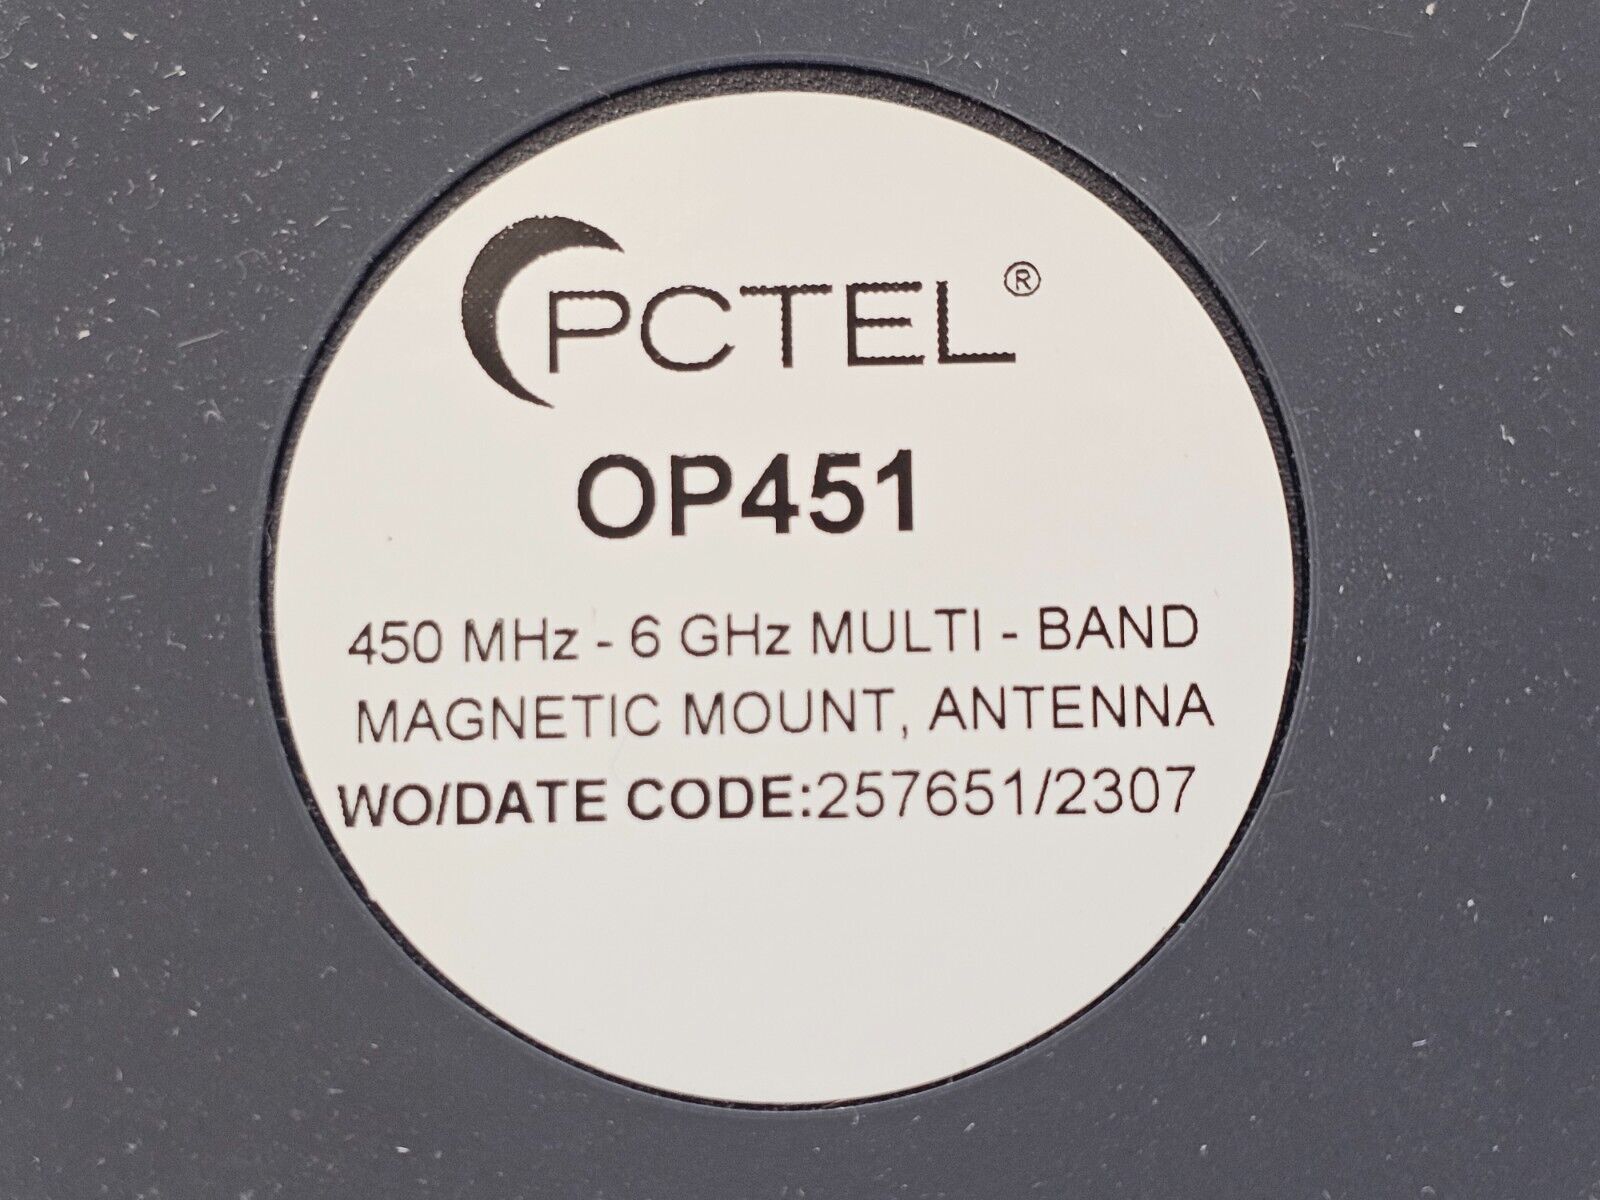 PCTEL®
OP451
450 MHz - 6 GHz MULTI - BAND
MAGNETIC MOUNT, ANTENNA
WO/DATE CODE:257651/2307